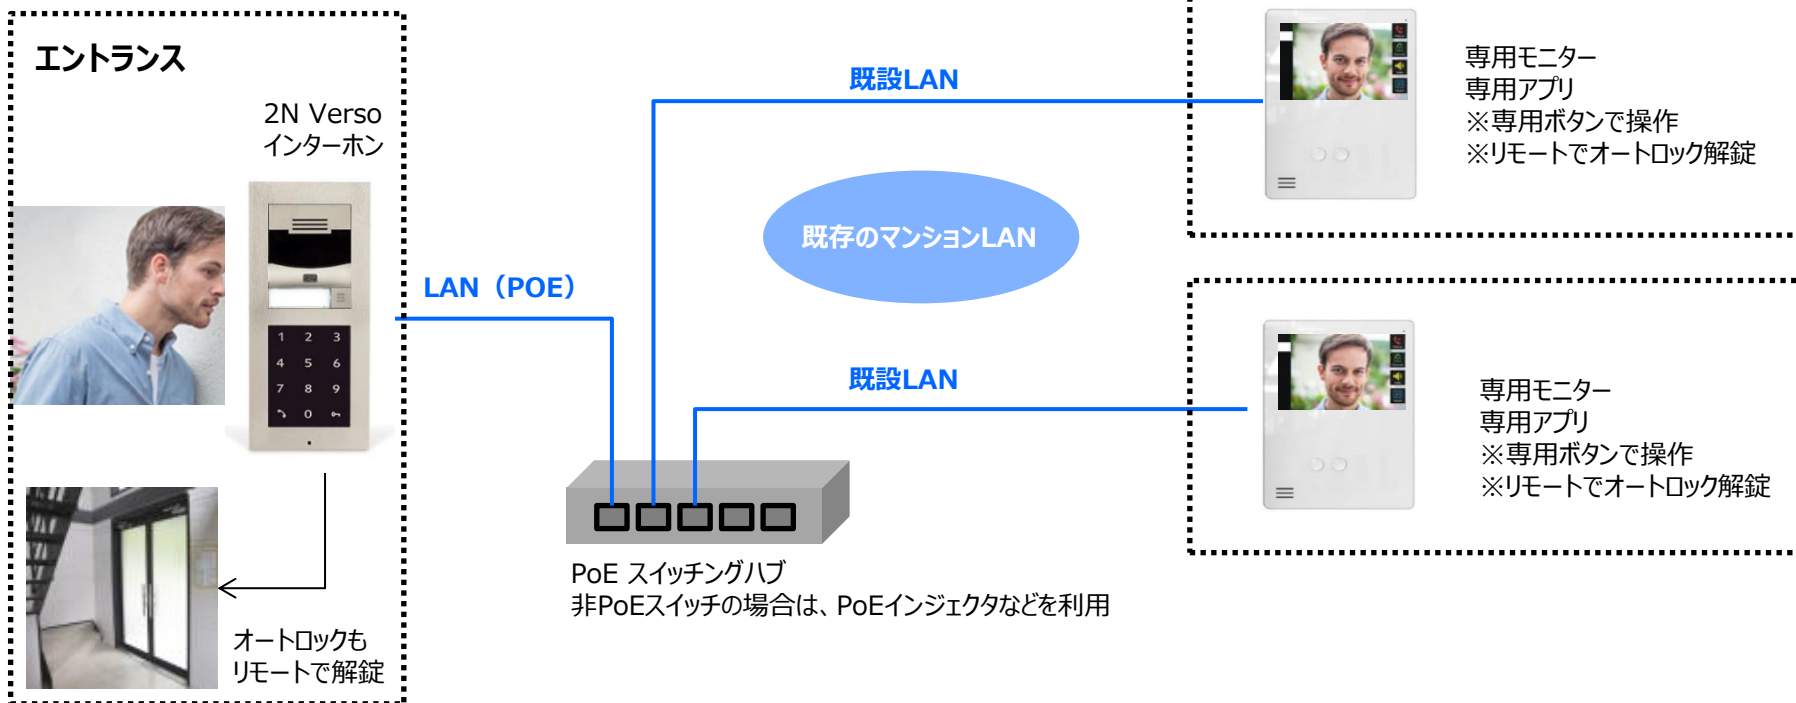 エントランス
2N Verso
インターホン
1 2 3
4 5 6
7 8 9
0
オートロックも
リモートで解錠
LAN（POE）
既設LAN
既存のマンションLAN
既設LAN
PoE スイッチングハブ
非PoEスイッチの場合は、PoEインジェクタなどを利用
専用モニター
専用アプリ
※専用ボタンで操作
※リモートでオートロック解錠
専用モニター
専用アプリ
※専用ボタンで操作
※リモートでオートロック解錠